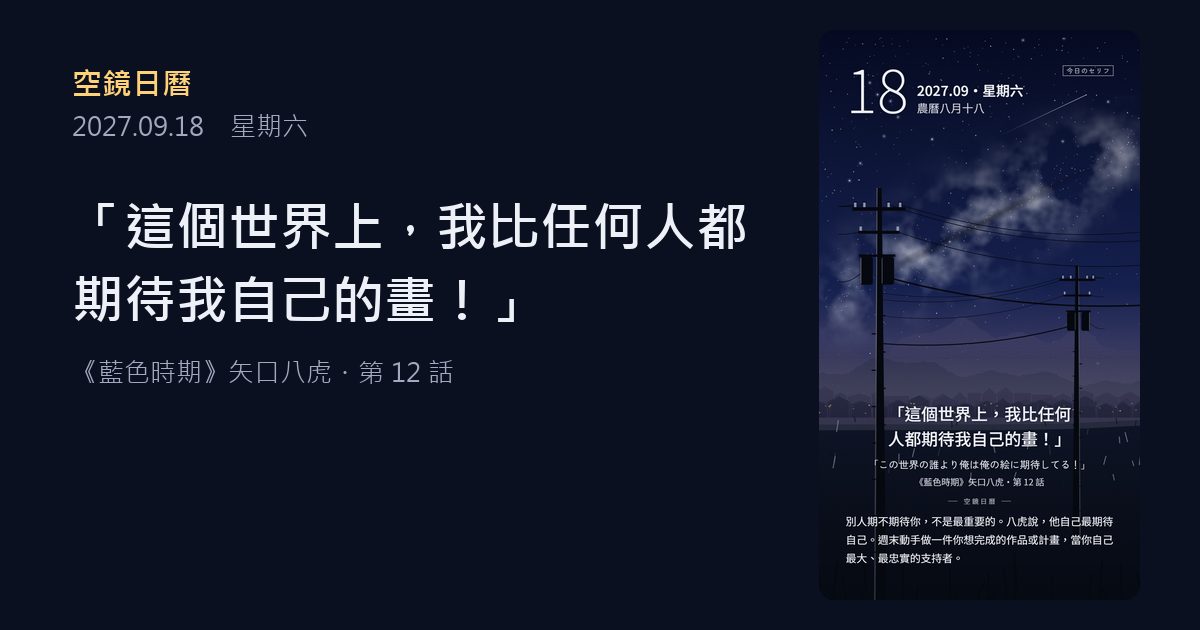 空鏡日曆
2027.09.18　星期六
「這個世界上，我比任何人都
期待我自己的畫！」
《藍色時期》矢口八虎・第 12 話
今日のセリフ
18
2027.09・星期六
農曆八月十八
「這個世界上，我比任何
人都期待我自己的畫！」
「この世界の誰より俺は俺の絵に期待してる！」
《藍色時期》矢口八虎・第 12 話
— 空鏡日曆 —
別人期不期待你，不是最重要的。八虎說，他自己最期待
自己。週末動手做一件你想完成的作品或計畫，當你自己
最大、最忠實的支持者。